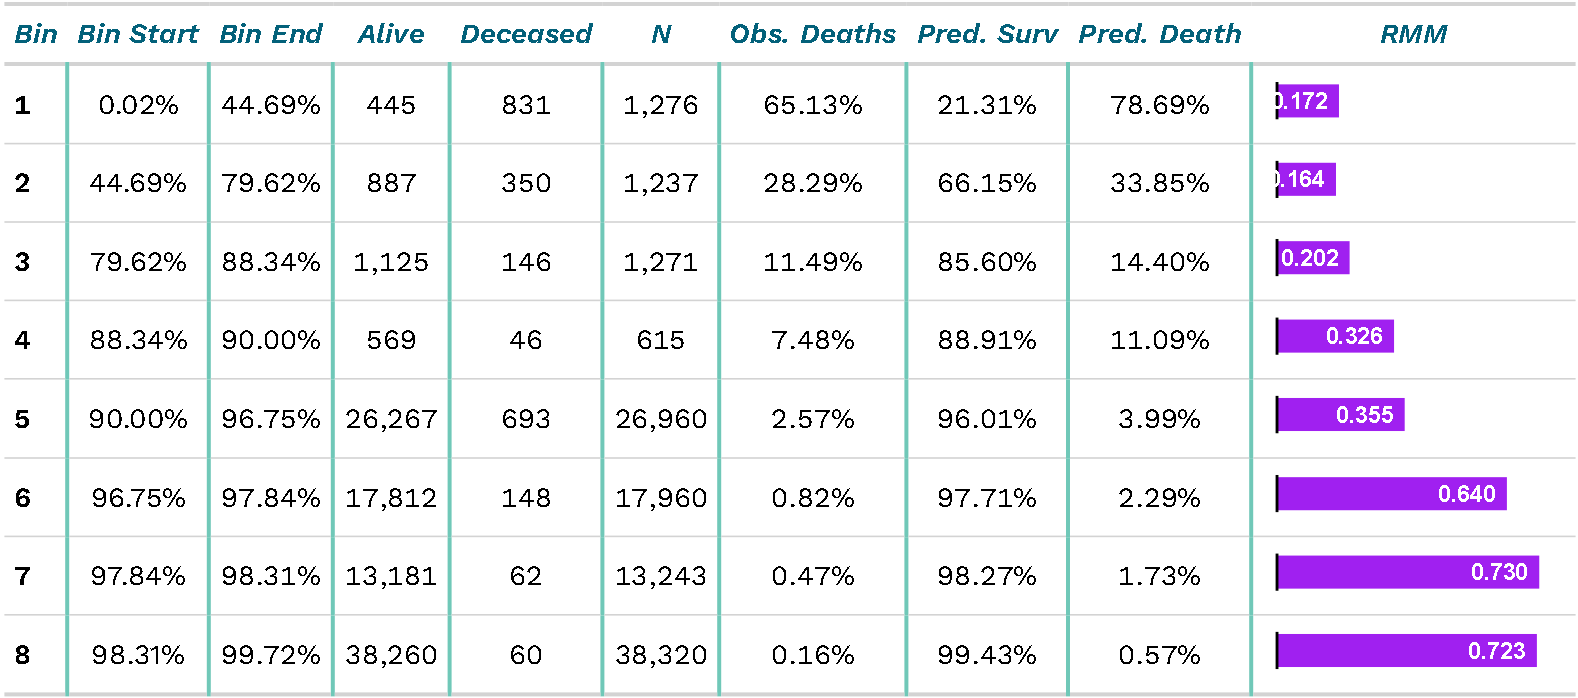 Bin Bin Start Bin End Alive Deceased N Obs. Deaths Pred. Surv Pred. Death RMM
1 0.02% 44.69% 445 831 1,276 65.13% 21.31% 78.69% 0.172
2 44.69% 79.62% 887 350 1,237 28.29% 66.15% 33.85% 0.164
3 79.62% 88.34% 1,125 146 1,271 11.49% 85.60% 14.40% 0.202
4 88.34% 90.00% 569 46 615 7.48% 88.91% 11.09% 0.326
5 90.00% 96.75% 26,267 693 26,960 2.57% 96.01% 3.99% 0.355
6 96.75% 97.84% 17,812 148 17,960 0.82% 97.71% 2.29% 0.640
7 97.84% 98.31% 13,181 62 13,243 0.47% 98.27% 1.73% 0.730
8 98.31% 99.72% 38,260 60 38,320 0.16% 99.43% 0.57% 0.723